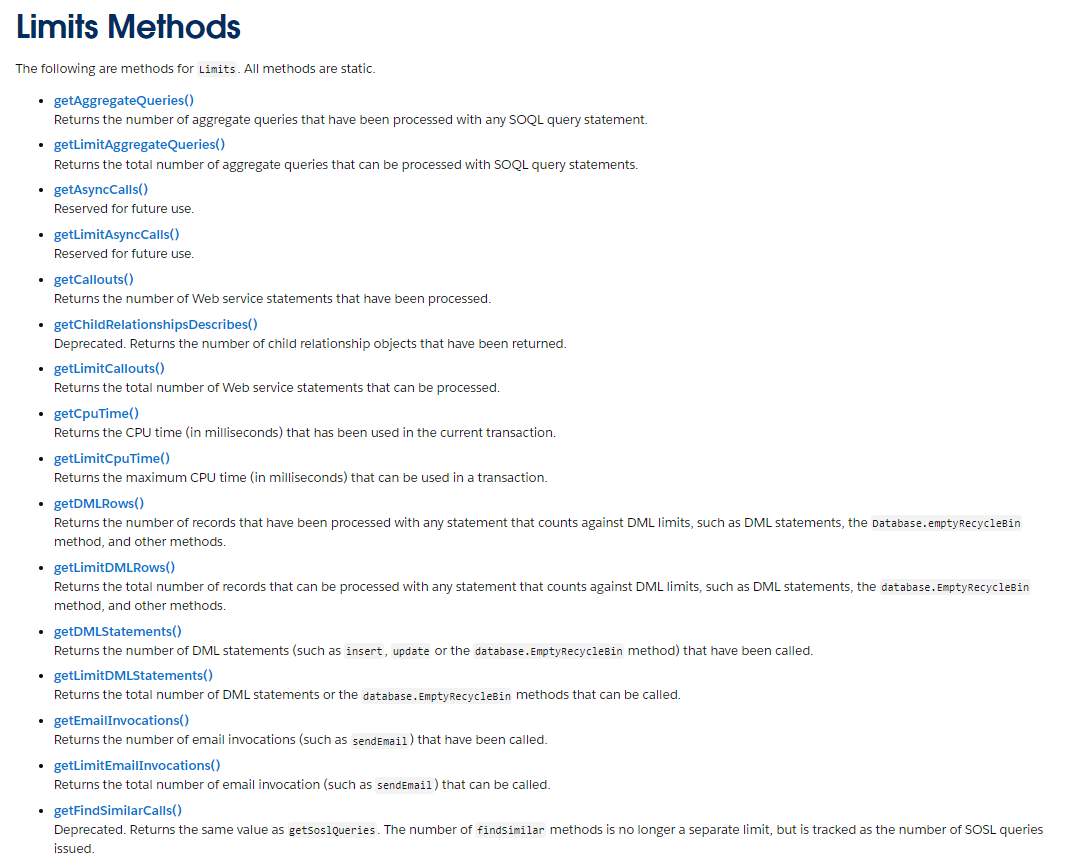 Limits Methods
The following are methods for Limits. All methods are static.
• getAggregateQueries()
Returns the number of aggregate queries that have been processed with any SOQL query statement.
• getLimitAggregateQueries()
Returns the total number of aggregate queries that can be processed with SOQL query statements.
• getAsyncCalls()
Reserved for future use.
• getLimitAsyncCalls()
Reserved for future use.
• getCallouts()
Returns the number of Web service statements that have been processed.
• getChildRelationshipsDescribes()
Deprecated. Returns the number of child relationship objects that have been returned.
• getLimitCallouts()
Returns the total number of Web service statements that can be processed.
• getCpuTime()
Returns the CPU time (in milliseconds) that has been used in the current transaction.
• getLimitCpuTime()
Returns the maximum CPU time (in milliseconds) that can be used in a transaction.
• getDMLRows()
Returns the number of records that have been processed with any statement that counts against DML limits, such as DML statements, the Database.emptyRecycleBin
method, and other methods.
• getLimitDMLRows()
Returns the total number of records that can be processed with any statement that counts against DML limits, such as DML statements, the database.EmptyRecycleBin
method, and other methods.
• getDMLStatements()
Returns the number of DML statements (such as insert, update or the database.EmptyRecycleBin method) that have been called.
• getLimitDMLStatements()
Returns the total number of DML statements or the database.EmptyRecycleBin methods that can be called.
• getEmailInvocations()
Returns the number of email invocations (such as sendEmail) that have been called.
• getLimitEmailInvocations()
Returns the total number of email invocation (such as sendEmail) that can be called.
• getFindSimilarCalls()
Deprecated. Returns the same value as getSoslQueries. The number of findSimilar methods is no longer a separate limit, but is tracked as the number of SOSL queries
issued.